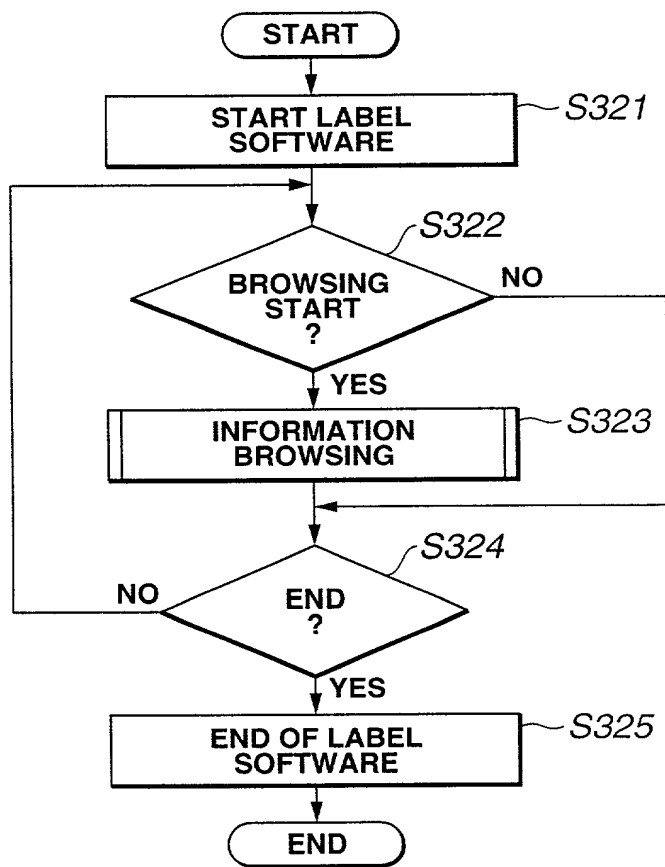 START
START LABEL
SOFTWARE
S321
S322
BROWSING
START
?
NO
YES
INFORMATION
BROWSING
S323
S324
NO
END
?
YES
END OF LABEL
SOFTWARE
S325
END